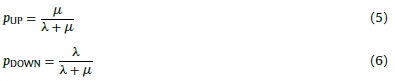 p_UP = μ / (λ + μ) (5)
p_DOWN = λ / (λ + μ) (6)